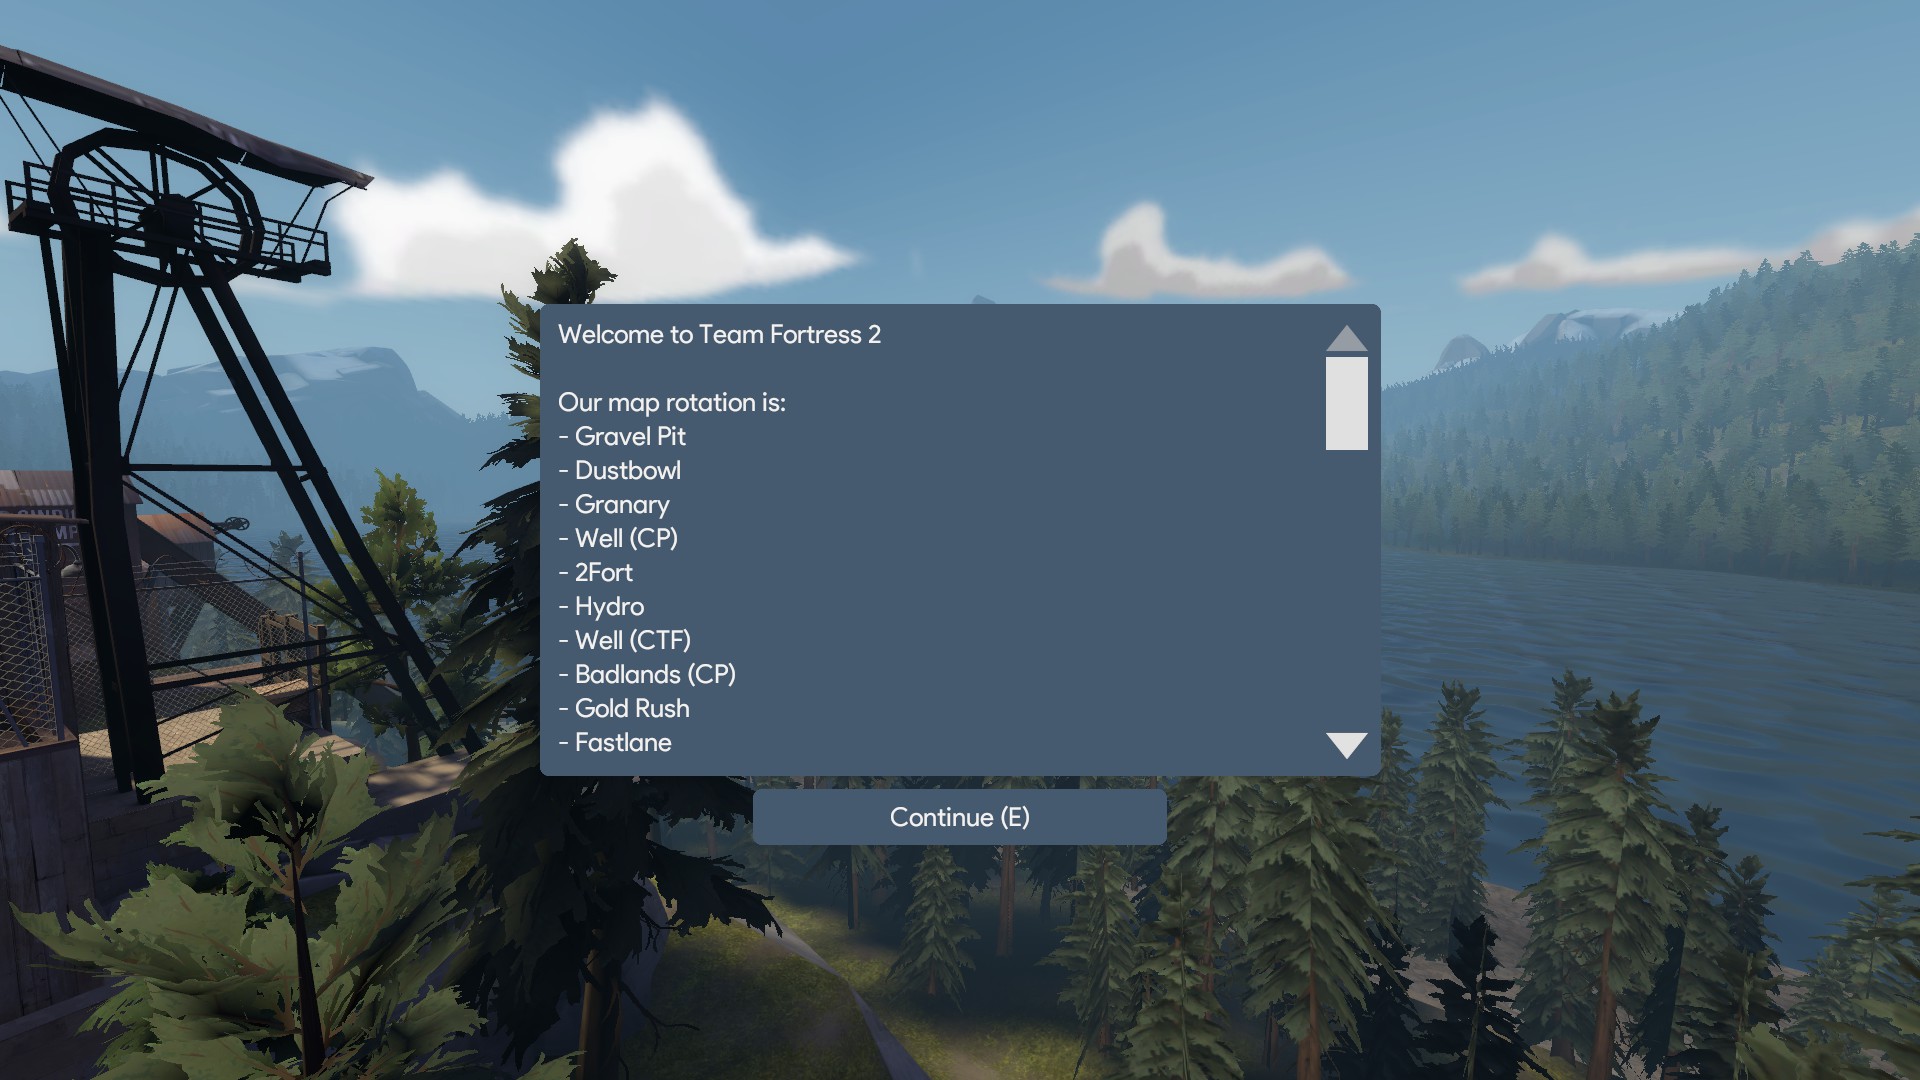 Welcome to Team Fortress 2
Our map rotation is:
- Gravel Pit
- Dustbowl
- Granary
- Well (CP)
- 2Fort
- Hydro
- Well (CTF)
- Badlands (CP)
- Gold Rush
- Fastlane
Continue (E)